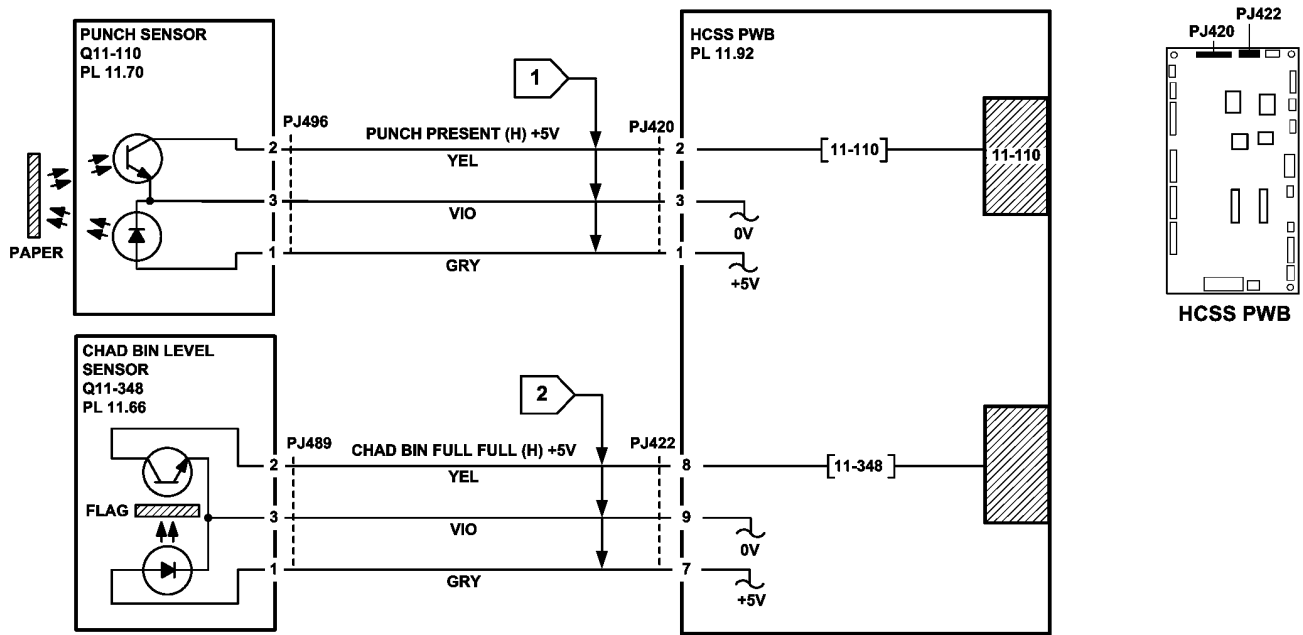 PUNCH SENSOR
Q11-110
PL 11.70
PJ496
2
3
1
PAPER
1
PUNCH PRESENT (H) +5V
YEL
VIO
GRY
PJ420
2
3
1
HCSS PWB
PL 11.92
0V
+5V
11-110
11-110
CHAD BIN LEVEL
SENSOR
Q11-348
PL 11.66
FLAG
PJ489
2
3
1
2
CHAD BIN FULL FULL (H) +5V
YEL
VIO
GRY
PJ422
8
9
7
0V
+5V
11-348
PJ422
PJ420
HCSS PWB